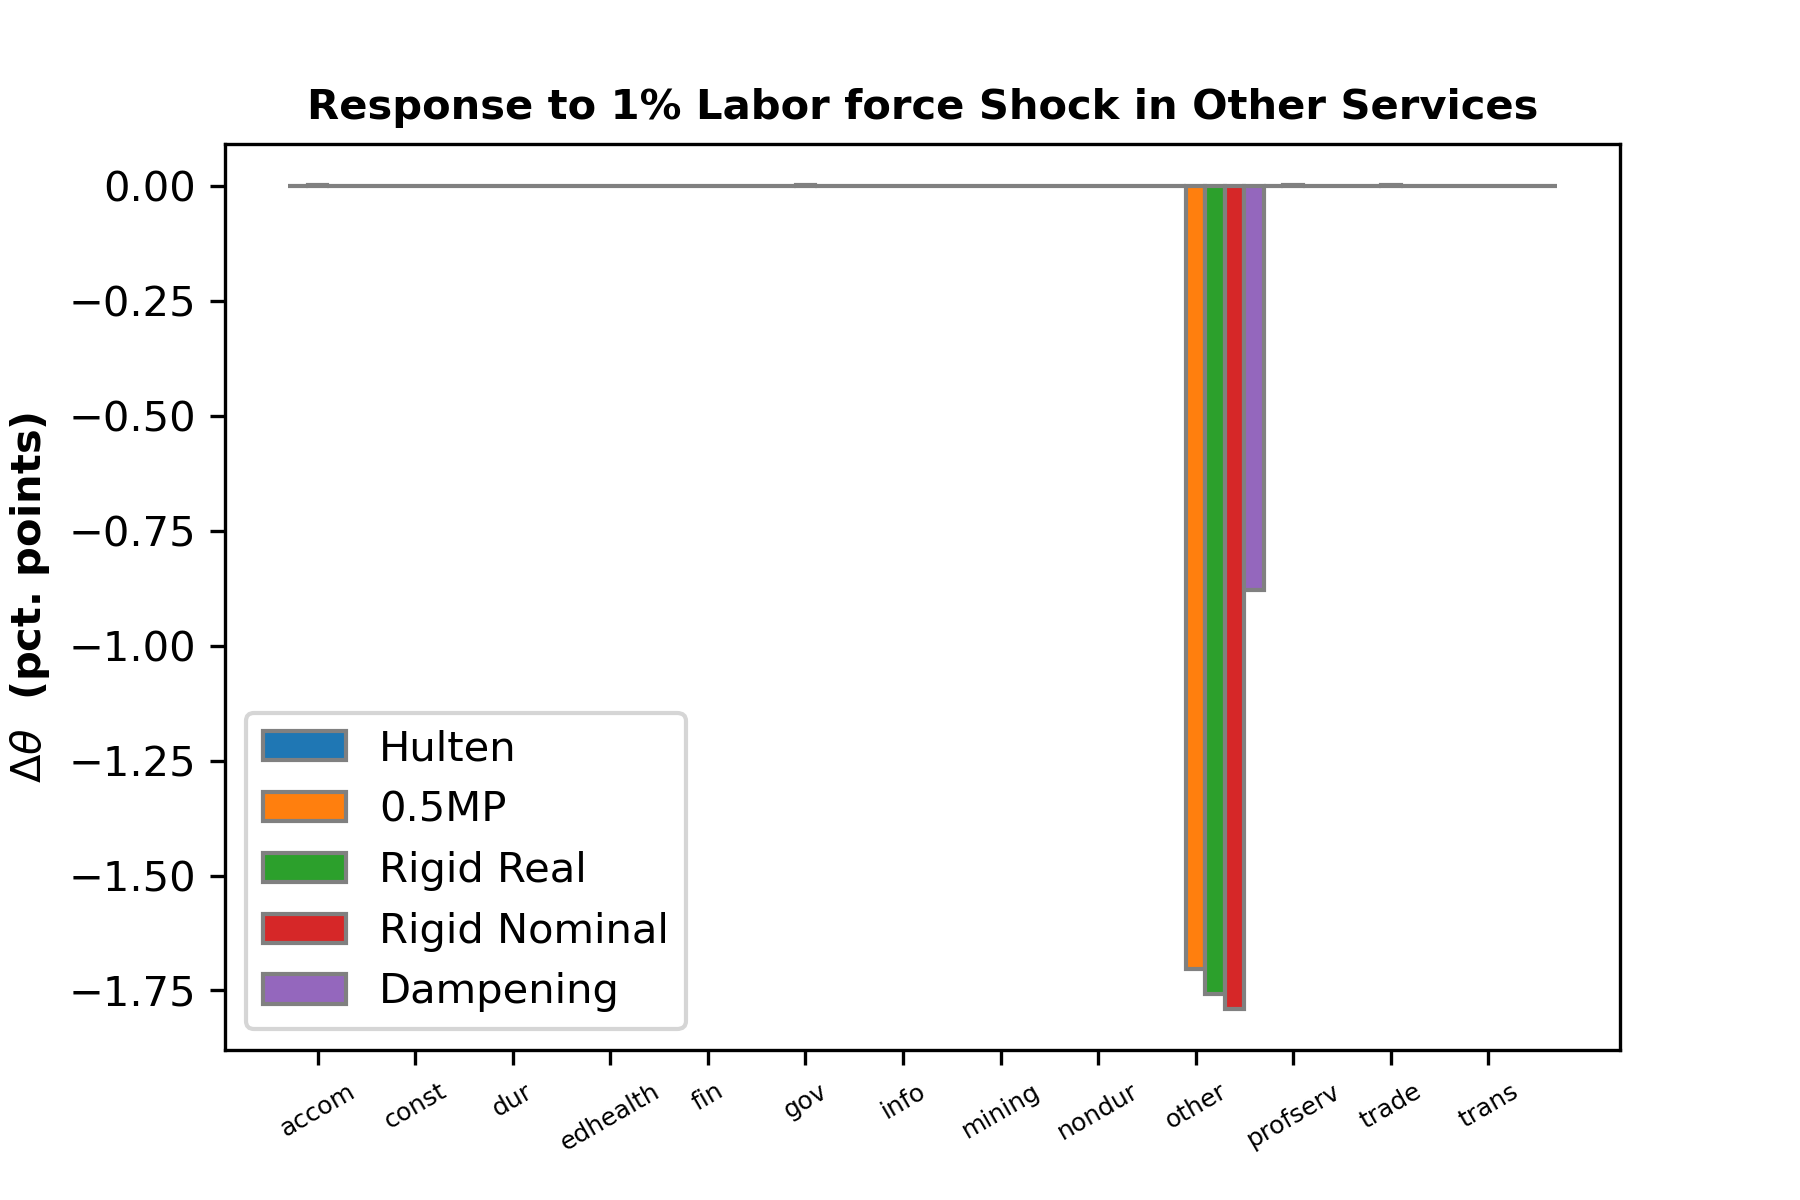 Response to 1% Labor force Shock in Other Services
Δθ (pct. points)
0.00
−0.25
−0.50
−0.75
−1.00
−1.25
−1.50
−1.75
Hulten
0.5MP
Rigid Real
Rigid Nominal
Dampening
accom const dur edhealth fin gov info mining nondur other profserv trade trans